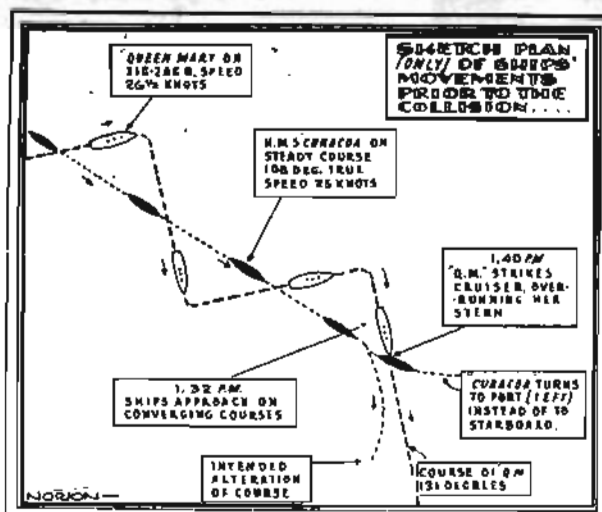 SKETCH PLAN
(ONLY) OF SHIPS'
MOVEMENTS
PRIOR TO THE
COLLISION....
QUEEN MARY ON
SPEED
26½ KNOTS
H.M.S CURACOA ON
STEADY COURSE
108 DEG. TRUE
SPEED 25 KNOTS
1.40 PM
"Q.M." STRIKES
CRUISER, OVER-
-RUNNING HER
STERN
1.32 P.M.
SHIPS APPROACH ON
CONVERGING COURSES
CURACOA TURNS
TO PORT (LEFT)
INSTEAD OF TO
STARBOARD.
INTENDED
ALTERATION
OF COURSE
COURSE OF Q.M
131 DEGREES